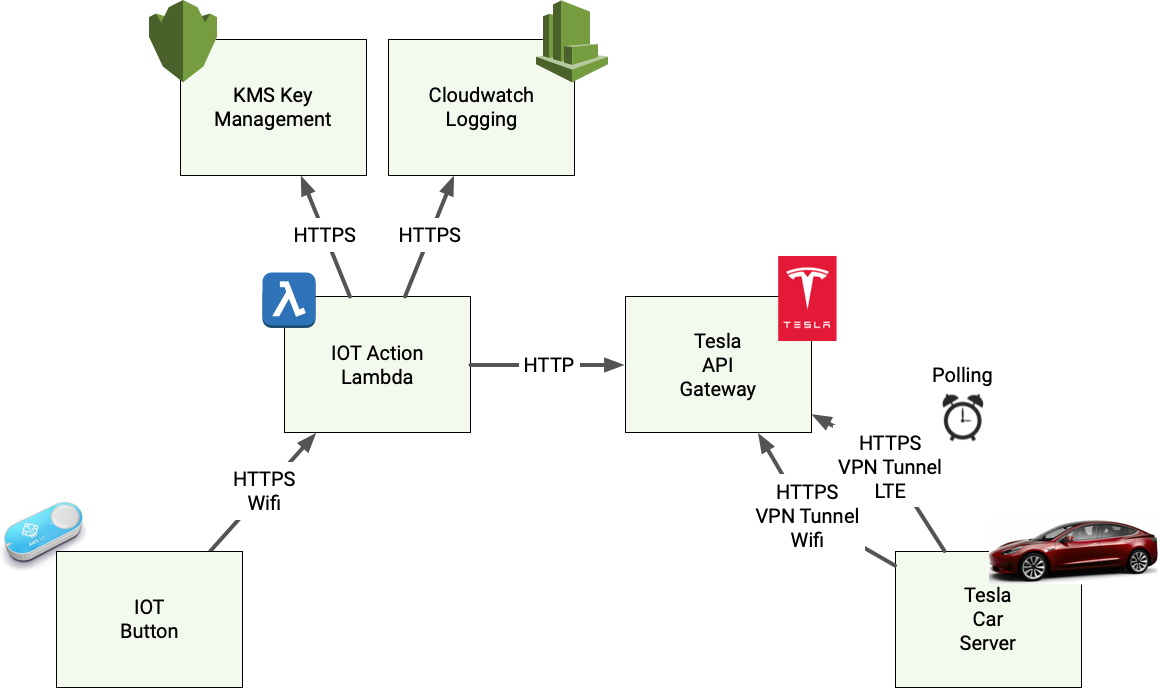 KMS Key
Management
Cloudwatch
Logging
HTTPS
HTTPS
TESLA
IOT Action
Lambda
HTTP
Tesla
API
Gateway
Polling
HTTPS
VPN Tunnel
LTE
HTTPS
Wifi
HTTPS
VPN Tunnel
Wifi
IOT
Button
Tesla
Car
Server